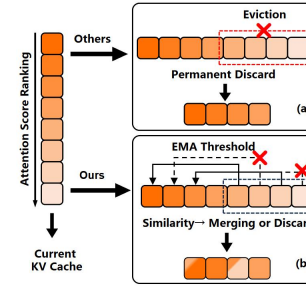 Attention Score Ranking
Others
Ours
Current
KV Cache
Eviction
Permanent Discard
(a
EMA Threshold
Similarity→ Merging or Discar
(b